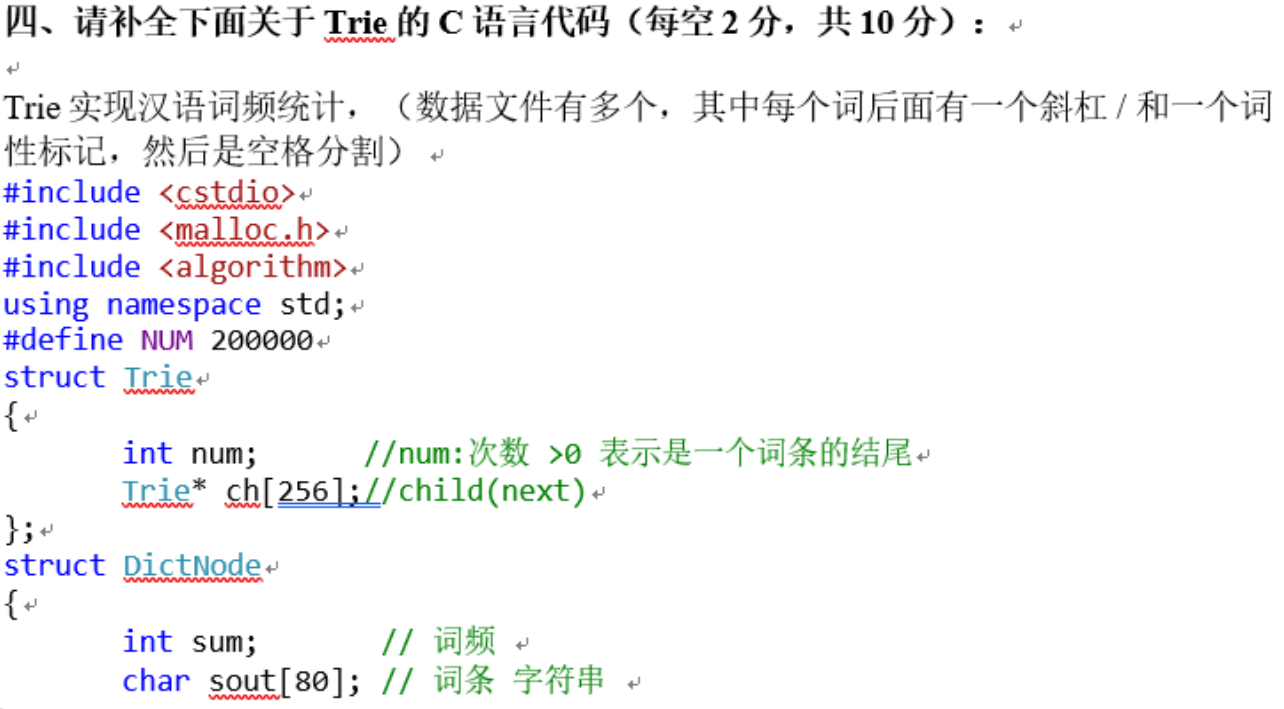 四、请补全下面关于 Trie 的 C 语言代码（每空 2 分，共 10 分）：
Trie 实现汉语词频统计，（数据文件有多个，其中每个词后面有一个斜杠 / 和一个词
性标记，然后是空格分割）
#include <cstdio>
#include <malloc.h>
#include <algorithm>
using namespace std;
#define NUM 200000
struct Trie
{
int num; //num:次数 >0 表示是一个词条的结尾
Trie* ch[256];//child(next)
};
struct DictNode
{
int sum; // 词频
char sout[80]; // 词条 字符串